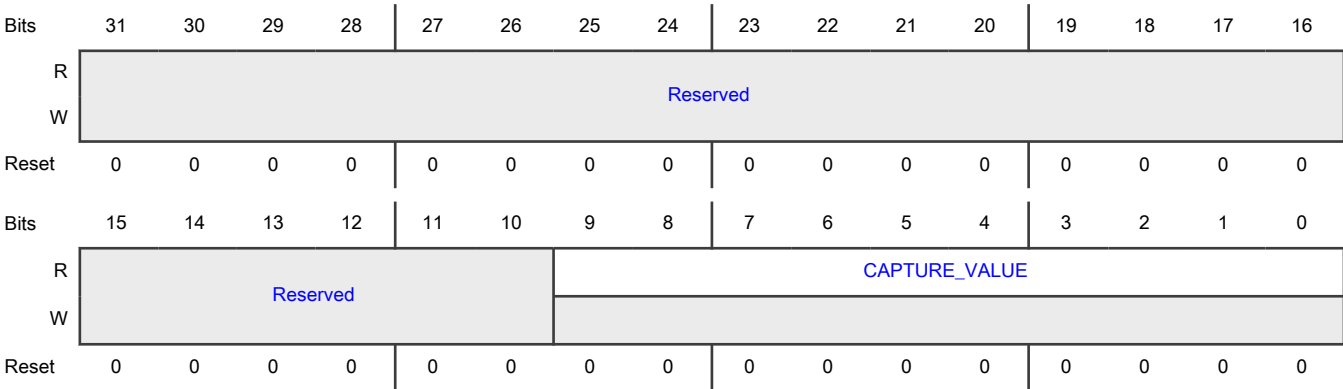 Bits 31 30 29 28 27 26 25 24 23 22 21 20 19 18 17 16
R
Reserved
W
Reset 0 0 0 0 0 0 0 0 0 0 0 0 0 0 0 0
Bits 15 14 13 12 11 10 9 8 7 6 5 4 3 2 1 0
R CAPTURE_VALUE
Reserved
W
Reset 0 0 0 0 0 0 0 0 0 0 0 0 0 0 0 0